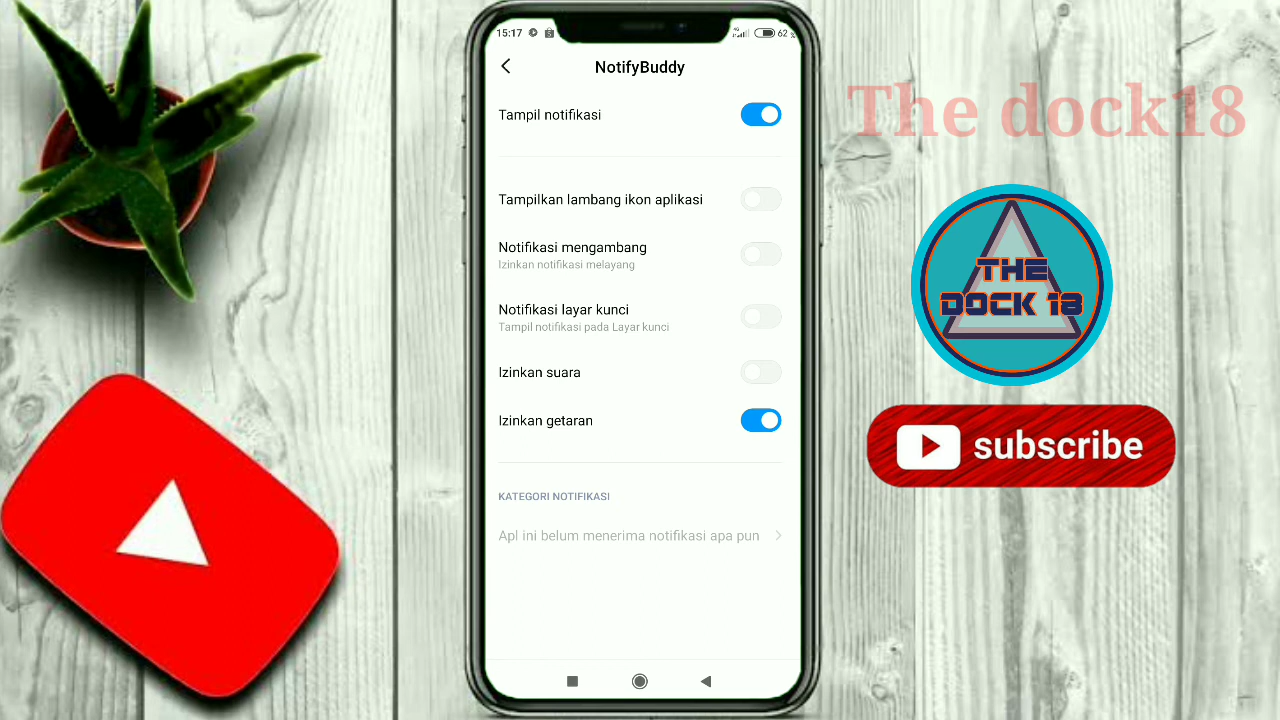 15:17
4G
62 %
NotifyBuddy
Tampil notifikasi
Tampilkan lambang ikon aplikasi
Notifikasi mengambang
Izinkan notifikasi melayang
Notifikasi layar kunci
Tampil notifikasi pada Layar kunci
Izinkan suara
Izinkan getaran
KATEGORI NOTIFIKASI
Apl ini belum menerima notifikasi apa pun
The dock18
THE
DOCK 18
subscribe